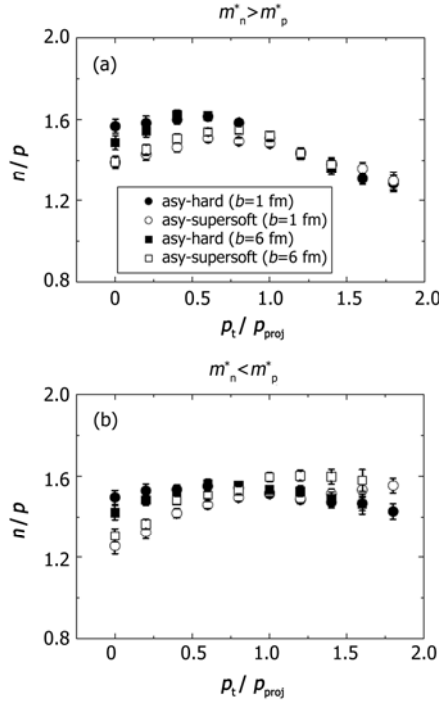 m*n>m*p
(a)
2.0
1.6
1.2
0.8
n/p
asy-hard (b=1 fm)
asy-supersoft (b=1 fm)
asy-hard (b=6 fm)
asy-supersoft (b=6 fm)
0 0.5 1.0 1.5 2.0
pt/ pproj
m*n<m*p
(b)
2.0
1.6
1.2
0.8
n/p
0 0.5 1.0 1.5 2.0
pt/ pproj